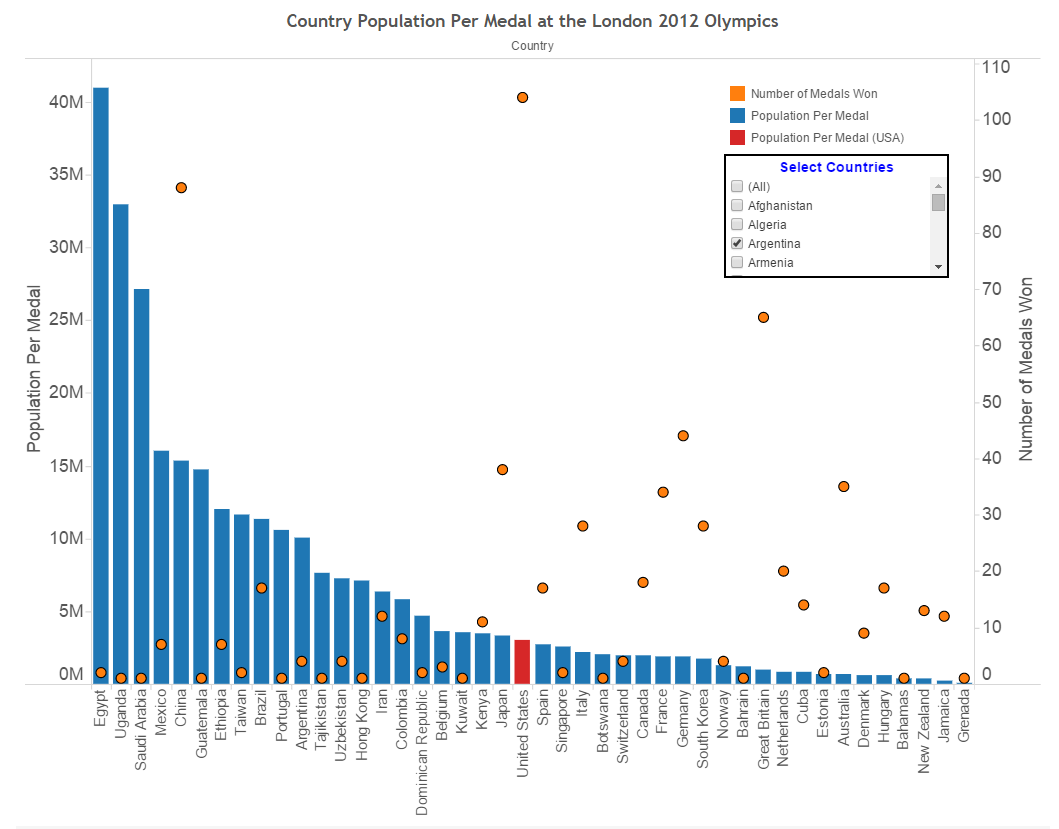 Country Population Per Medal at the London 2012 Olympics
Country
Number of Medals Won
Population Per Medal
Population Per Medal (USA)
Select Countries
(All)
Afghanistan
Algeria
Argentina
Armenia
Population Per Medal
40M
35M
30M
25M
20M
15M
10M
5M
0M
110
100
90
80
70
60
50
40
30
20
10
0
Number of Medals Won
Egypt
Uganda
Saudi Arabia
Mexico
China
Guatemala
Ethiopia
Taiwan
Brazil
Portugal
Argentina
Tajikistan
Uzbekistan
Hong Kong
Iran
Colombia
Dominican Republic
Belgium
Kuwait
Kenya
Japan
United States
Spain
Singapore
Italy
Botswana
Switzerland
Canada
France
Germany
South Korea
Norway
Bahrain
Great Britain
Netherlands
Cuba
Estonia
Australia
Denmark
Hungary
Bahamas
New Zealand
Jamaica
Grenada